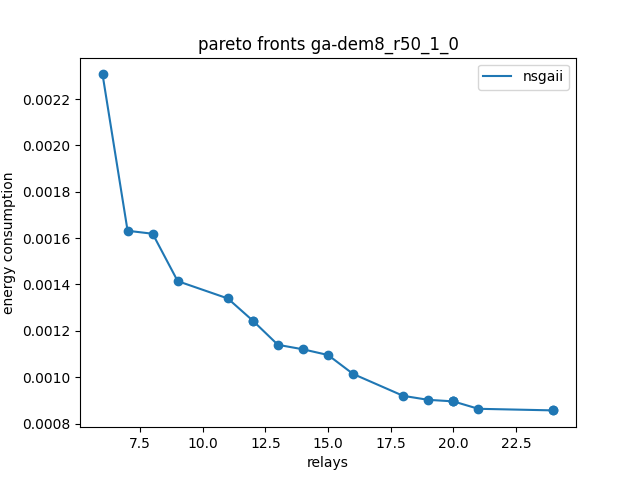 pareto fronts ga-dem8_r50_1_0
nsgaii
0.0022
0.0020
0.0018
0.0016
0.0014
0.0012
0.0010
0.0008
energy consumption
7.5 10.0 12.5 15.0 17.5 20.0 22.5
relays